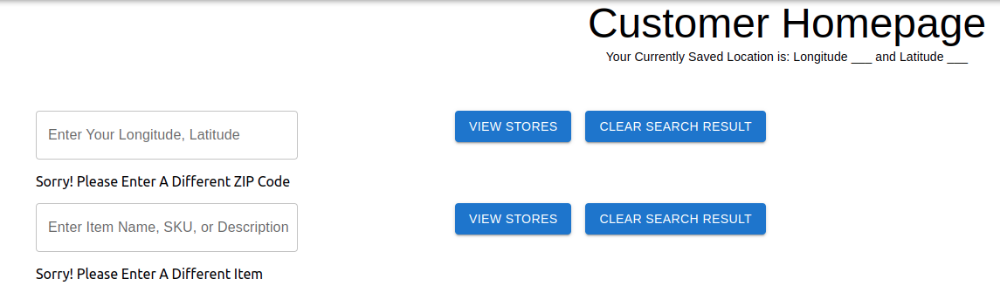 Customer Homepage
Your Currently Saved Location is: Longitude ___ and Latitude ___
Enter Your Longitude, Latitude
VIEW STORES
CLEAR SEARCH RESULT
Sorry! Please Enter A Different ZIP Code
Enter Item Name, SKU, or Description
VIEW STORES
CLEAR SEARCH RESULT
Sorry! Please Enter A Different Item